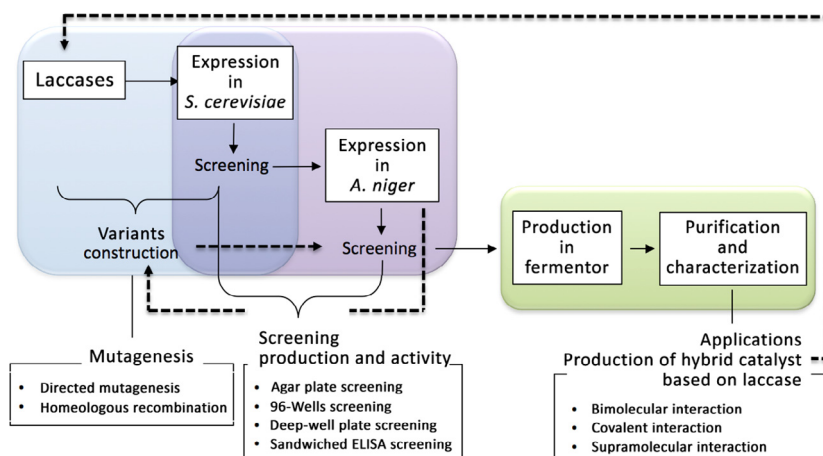 Laccases
Expression
in
S. cerevisiae
Screening
Expression
in
A. niger
Screening
Variants
construction
Production
in
fermentor
Purification
and
characterization
Mutagenesis
• Directed mutagenesis
• Homeologous recombination
Screening
production and activity
• Agar plate screening
• 96-Wells screening
• Deep-well plate screening
• Sandwiched ELISA screening
Applications
Production of hybrid catalyst
based on laccase
• Bimolecular interaction
• Covalent interaction
• Supramolecular interaction